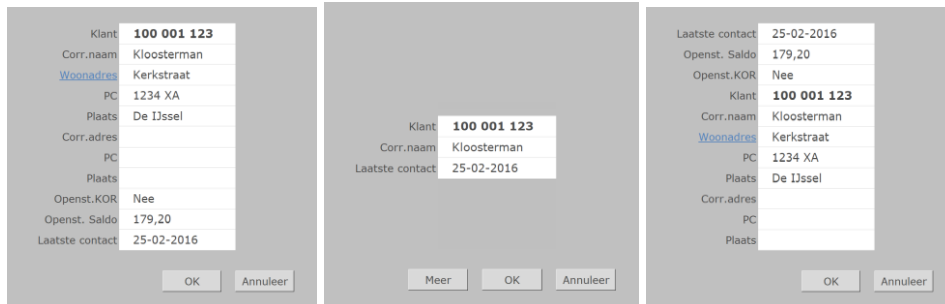 Klant 100 001 123
Corr.naam Kloosterman
Woonadres Kerkstraat
PC 1234 XA
Plaats De IJssel
Corr.adres
PC
Plaats
Openst.KOR Nee
Openst. Saldo 179,20
Laatste contact 25-02-2016
OK Annuleer
Klant 100 001 123
Corr.naam Kloosterman
Laatste contact 25-02-2016
Meer OK Annuleer
Laatste contact 25-02-2016
Openst. Saldo 179,20
Openst.KOR Nee
Klant 100 001 123
Corr.naam Kloosterman
Woonadres Kerkstraat
PC 1234 XA
Plaats De IJssel
Corr.adres
PC
Plaats
OK Annuleer